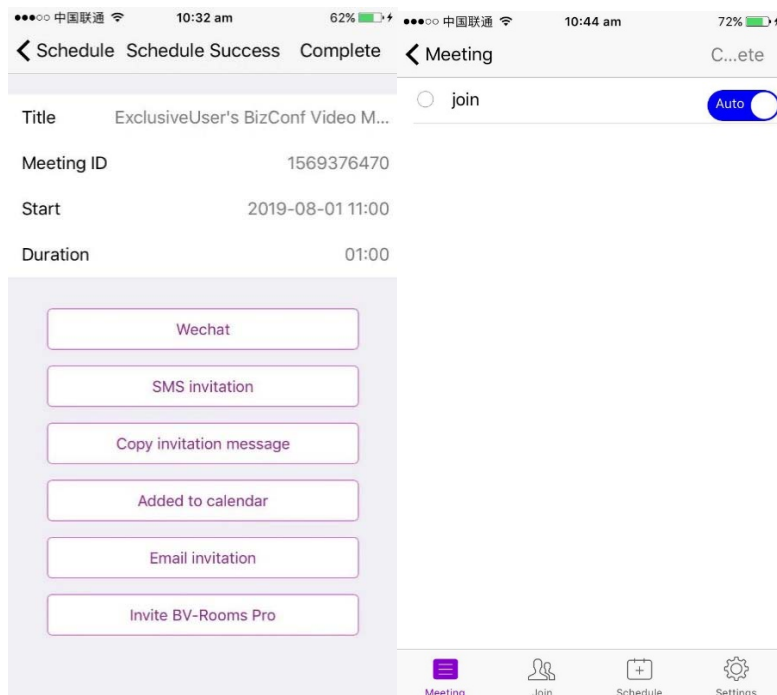 中国联通 10:32 am 62%
Schedule Schedule Success Complete
Title ExclusiveUser's BizConf Video M...
Meeting ID 1569376470
Start 2019-08-01 11:00
Duration 01:00
Wechat
SMS invitation
Copy invitation message
Added to calendar
Email invitation
Invite BV-Rooms Pro
中国联通 10:44 am 72%
Meeting C...ete
join Auto
Meeting Join Schedule Settings